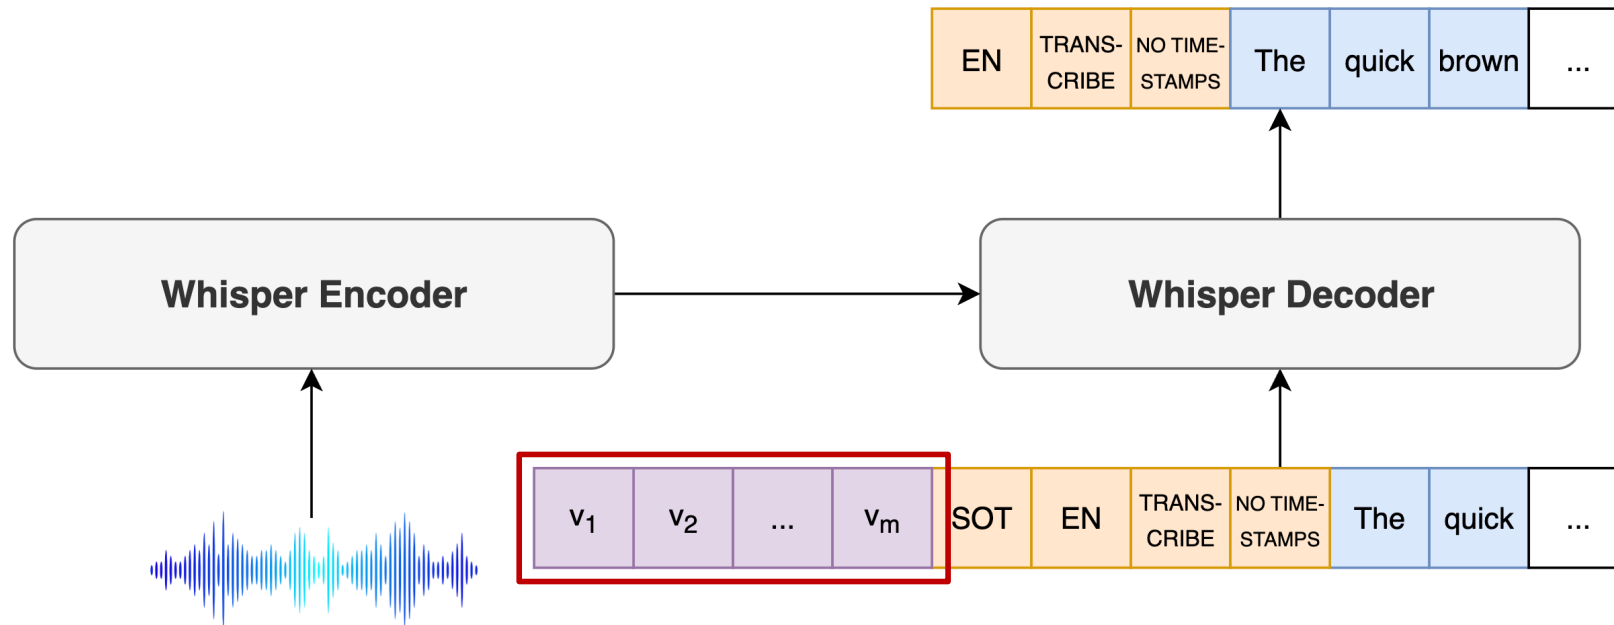 EN
TRANS-
CRIBE
NO TIME-
STAMPS
The
quick
brown
...
Whisper Encoder
Whisper Decoder
v₁
v₂
...
vₘ
SOT
EN
TRANS-
CRIBE
NO TIME-
STAMPS
The
quick
...